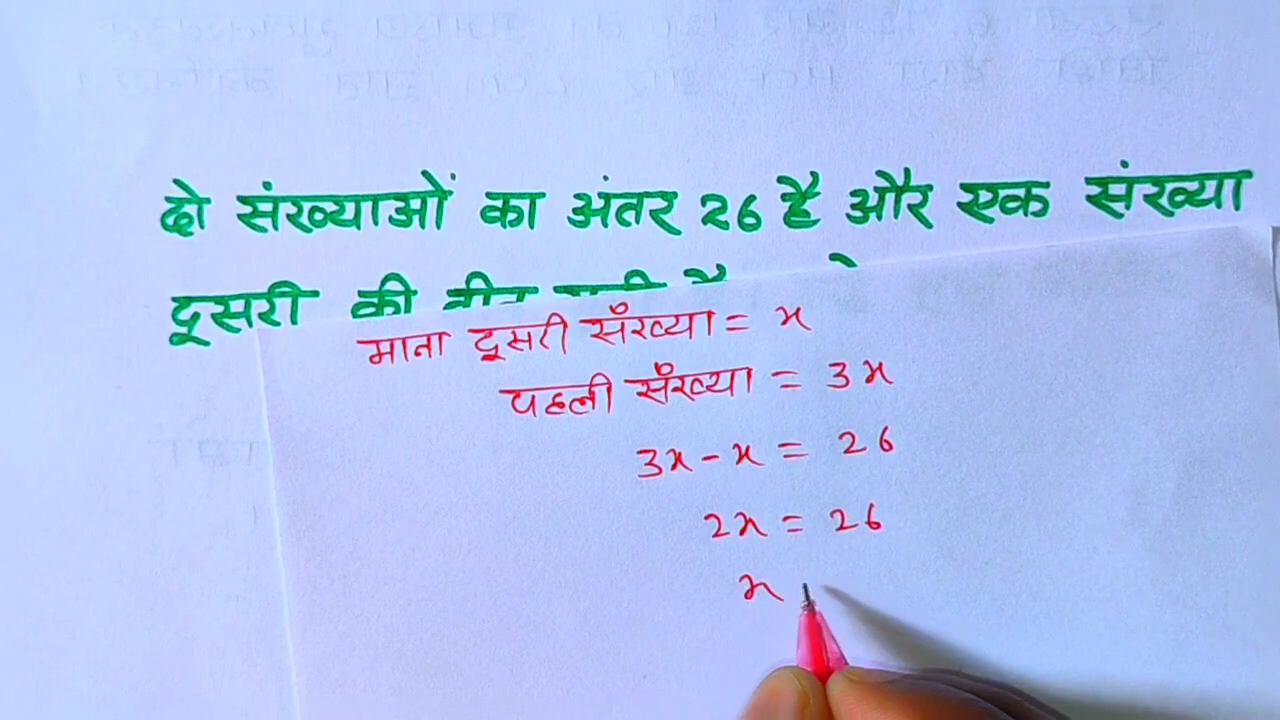 दो संख्याओं का अंतर 26 है और एक संख्या
दूसरी की तीन गुनी है
माना दूसरी संख्या = x
पहली संख्या = 3x
3x - x = 26
2x = 26
x